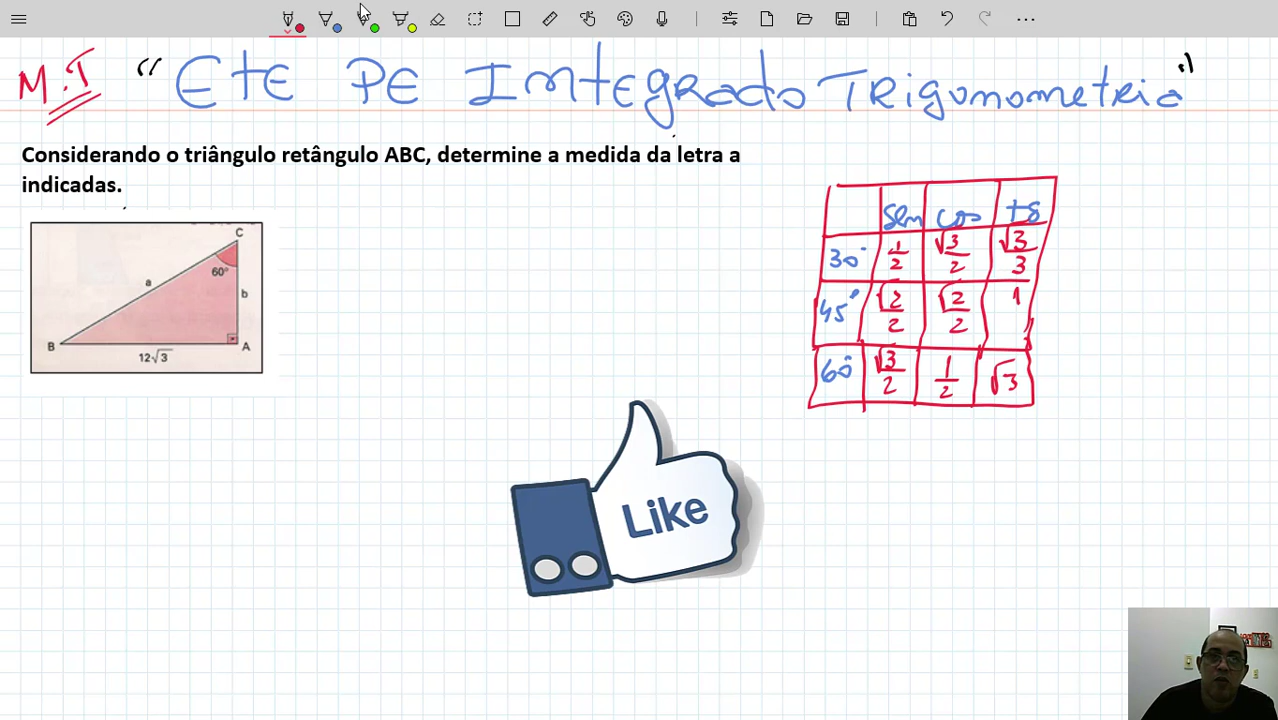 M.I " ETE PE Integrado Trigonometria "
Considerando o triângulo retângulo ABC, determine a medida da letra a
indicadas.
C
60°
a
b
B
A
12√3
sen cos tg
30° 1/2 √3/2 √3/3
45° √2/2 √2/2 1
60° √3/2 1/2 √3
Like